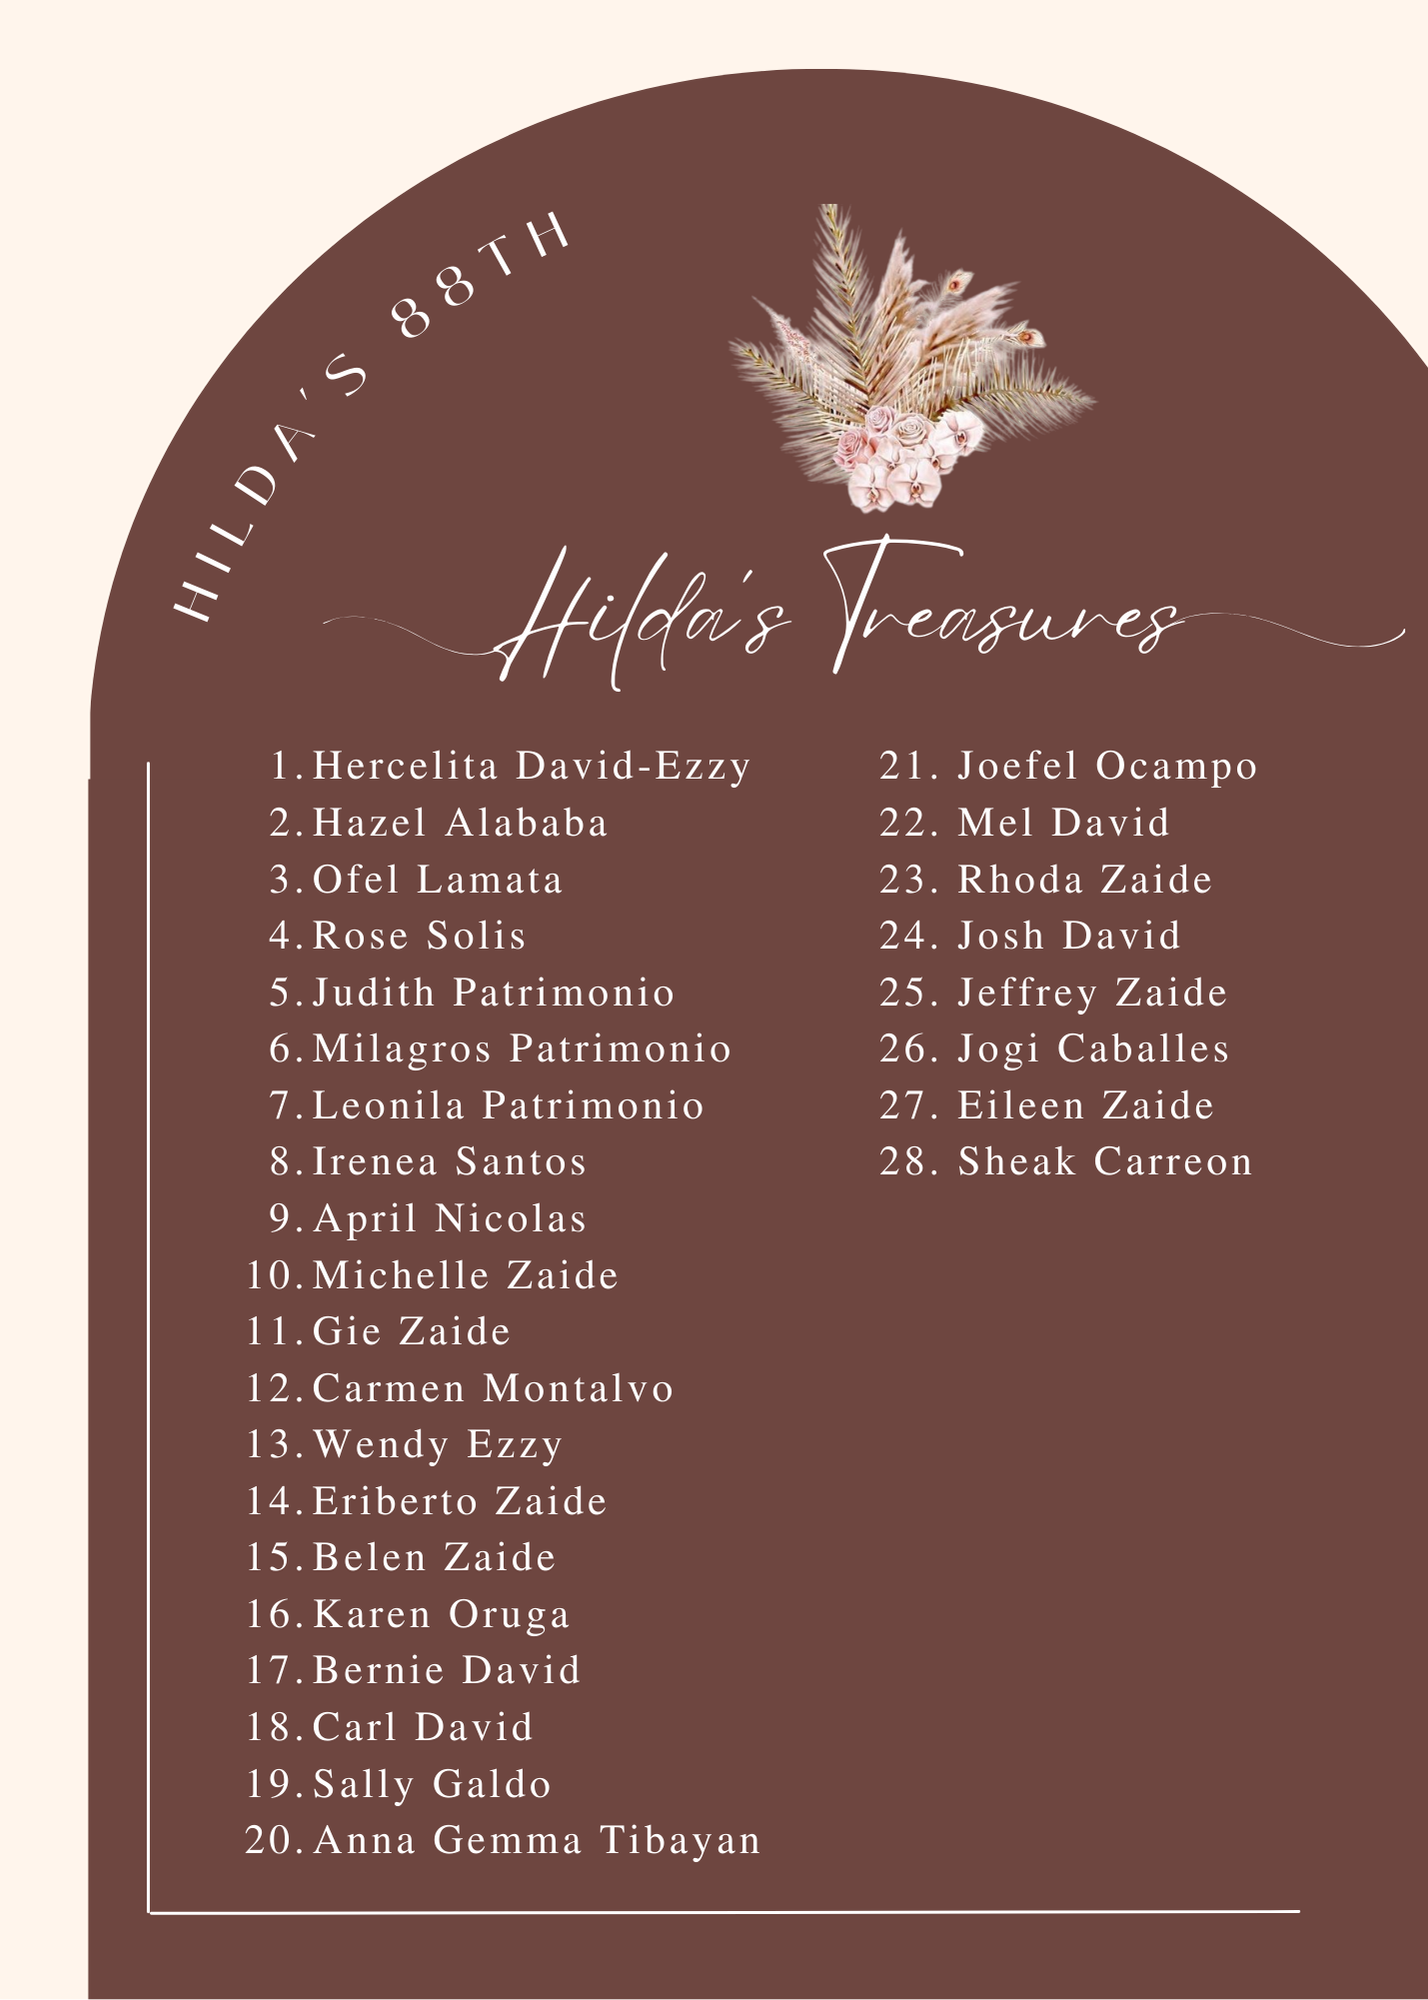 HILDA'S 88TH
Hilda's Treasures
1. Hercelita David-Ezzy
2. Hazel Alababa
3. Ofel Lamata
4. Rose Solis
5. Judith Patrimonio
6. Milagros Patrimonio
7. Leonila Patrimonio
8. Irenea Santos
9. April Nicolas
10. Michelle Zaide
11. Gie Zaide
12. Carmen Montalvo
13. Wendy Ezzy
14. Eriberto Zaide
15. Belen Zaide
16. Karen Oruga
17. Bernie David
18. Carl David
19. Sally Galdo
20. Anna Gemma Tibayan
21. Joefel Ocampo
22. Mel David
23. Rhoda Zaide
24. Josh David
25. Jeffrey Zaide
26. Jogi Caballes
27. Eileen Zaide
28. Sheak Carreon